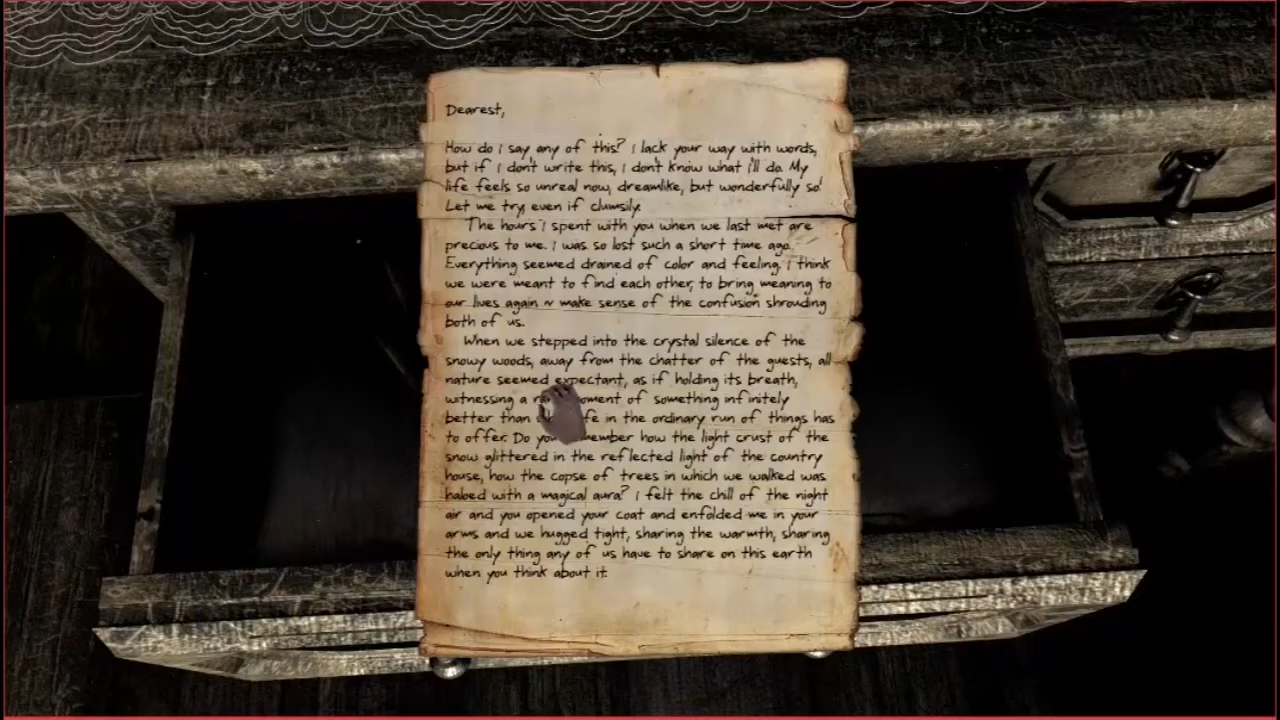 Dearest,
How do I say any of this? I lack your way with words,
but if I don't write this, I don't know what I'll do. My
life feels so unreal now, dreamlike, but wonderfully so!
Let me try, even if clumsily.
The hours I spent with you when we last met are
precious to me. I was so lost such a short time ago.
Everything seemed drained of color and feeling. I think
we were meant to find each other, to bring meaning to
our lives again ~ make sense of the confusion shrouding
both of us.
When we stepped into the crystal silence of the
snowy woods, away from the chatter of the guests, all
nature seemed expectant, as if holding its breath,
witnessing a of something infinitely
better than in the ordinary run of things has
to offer. Do how the light crust of the
snow glittered in the reflected light of the country
house, how the copse of trees in which we walked was
haloed with a magical aura? I felt the chill of the night
air and you opened your coat and enfolded me in your
arms and we hugged tight, sharing the warmth, sharing
the only thing any of us have to share on this earth
when you think about it.